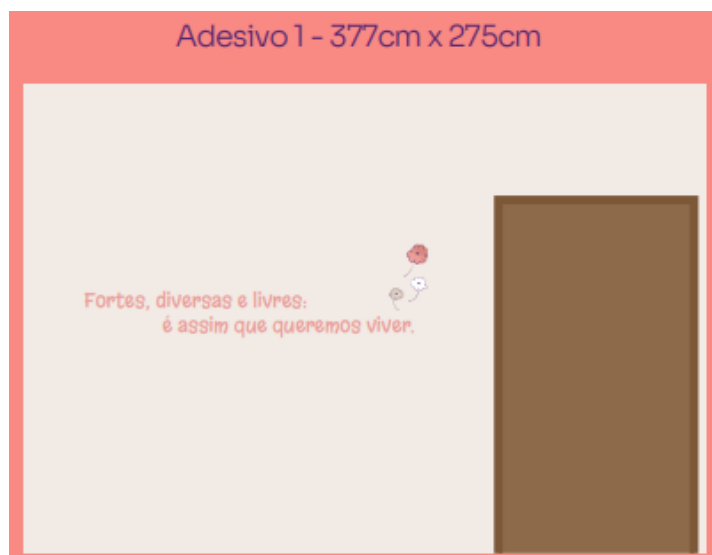 Adesivo 1 - 377cm x 275cm
Fortes, diversas e livres:
é assim que queremos viver.